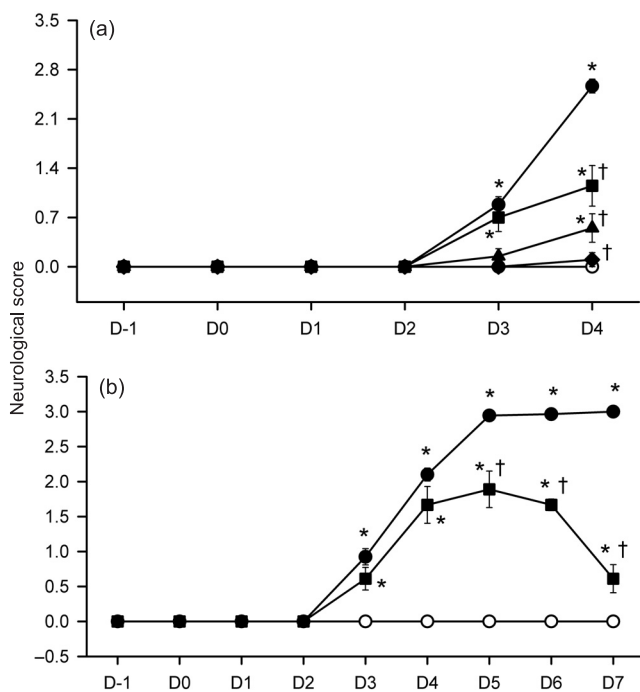 (a)
3.5
2.8
2.1
1.4
0.7
0.0
* * * * * † † †
D-1 D0 D1 D2 D3 D4
Neurological score
(b)
3.5
3.0
2.5
2.0
1.5
1.0
0.5
0.0
–0.5
* * * * *
* * * † * † * †
D-1 D0 D1 D2 D3 D4 D5 D6 D7